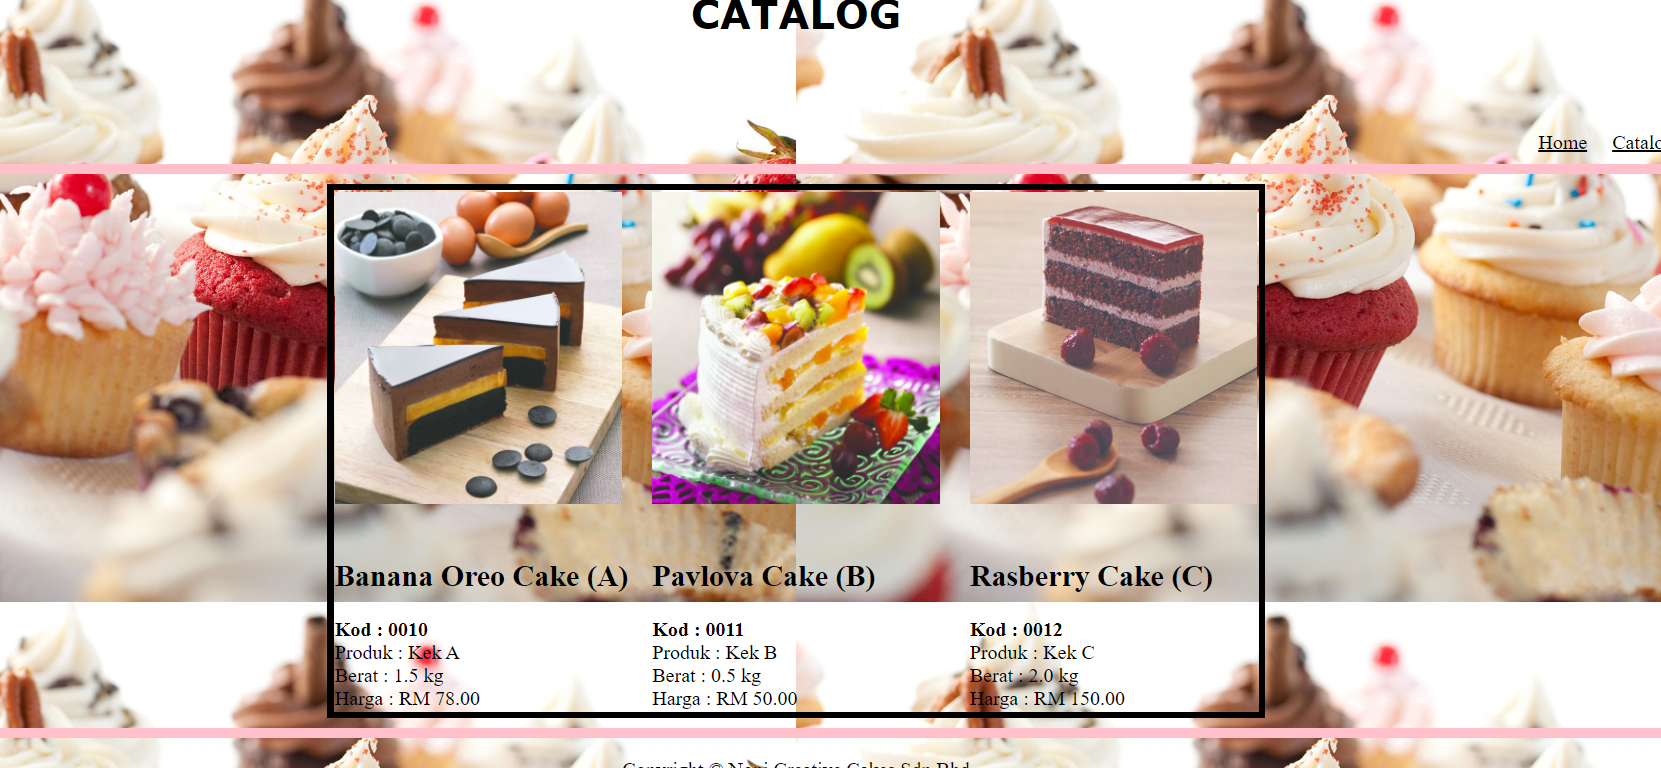 CATALOG
Home
Banana Oreo Cake (A)
Kod : 0010
Produk : Kek A
Berat : 1.5 kg
Harga : RM 78.00
Pavlova Cake (B)
Kod : 0011
Produk : Kek B
Berat : 0.5 kg
Harga : RM 50.00
Rasberry Cake (C)
Kod : 0012
Produk : Kek C
Berat : 2.0 kg
Harga : RM 150.00
Copyright © Creative Cakes Sdn Bhd